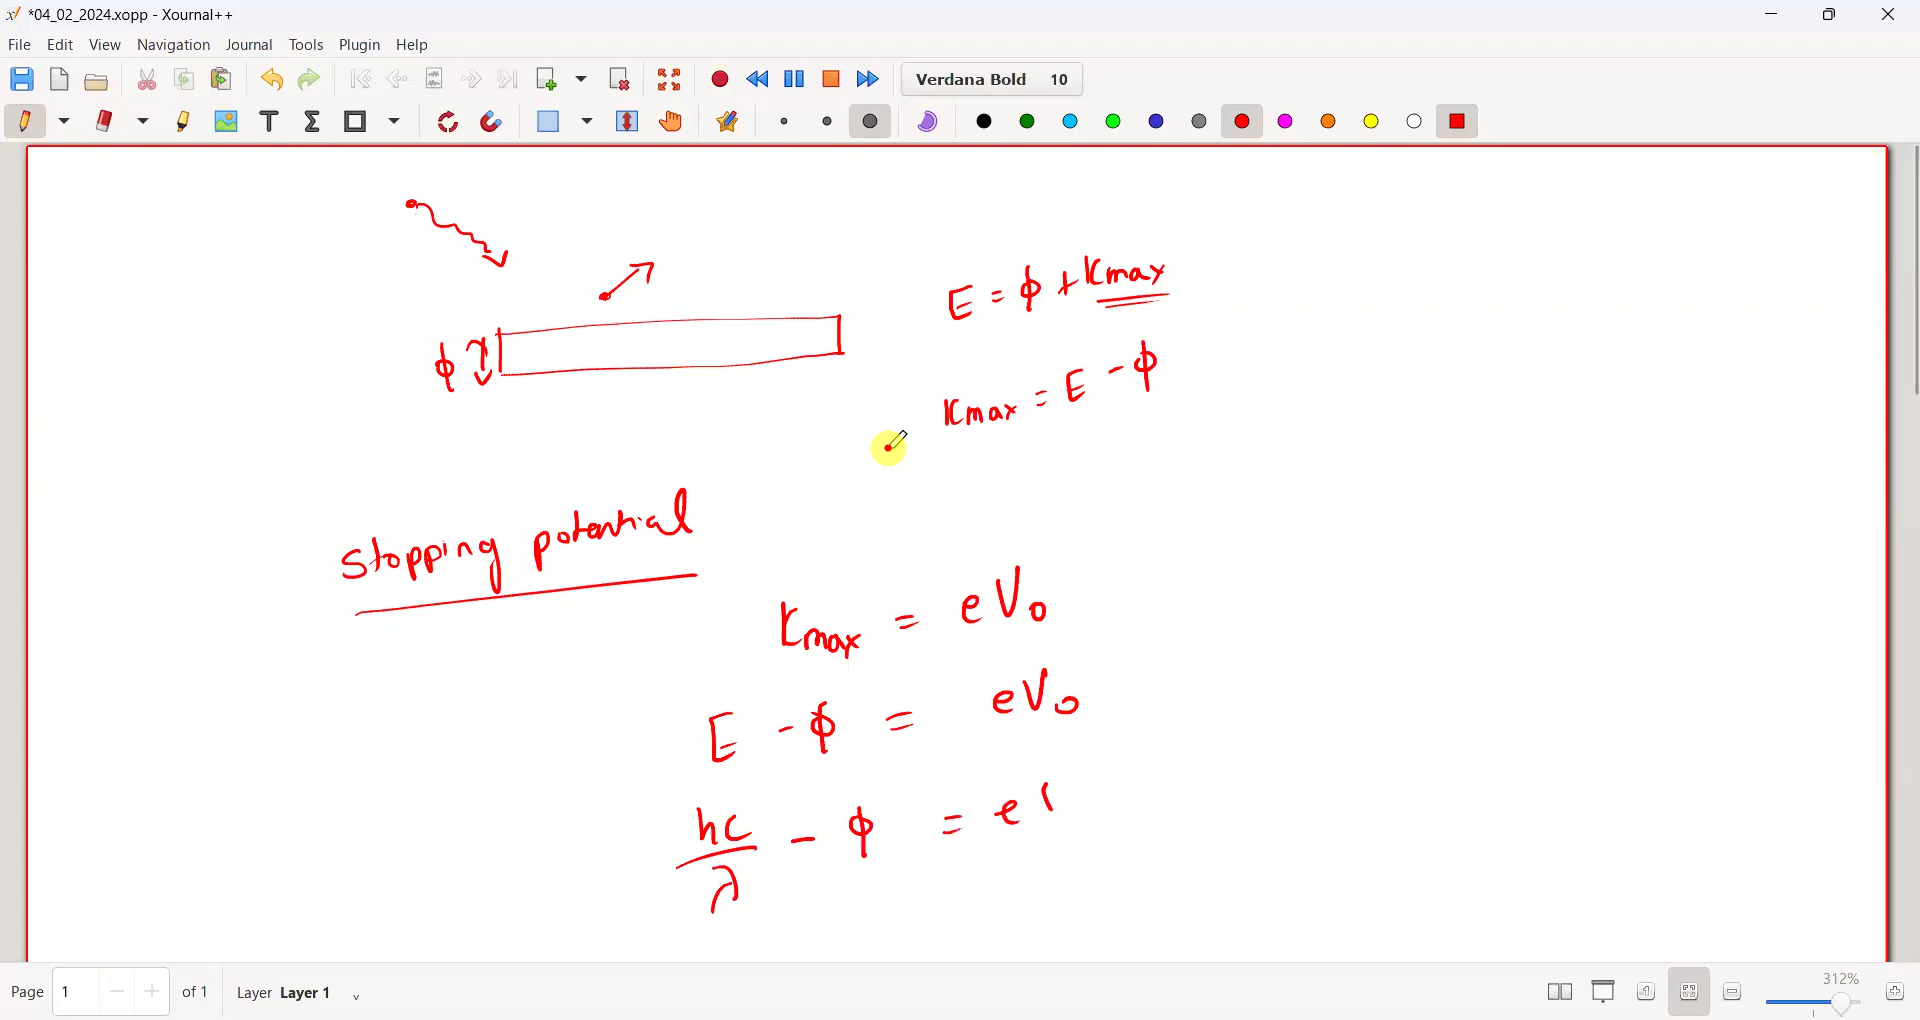 *04_02_2024.xopp - Xournal++
File Edit View Navigation Journal Tools Plugin Help
Verdana Bold 10
E = ϕ + Kmax
ϕ
Kmax = E - ϕ
Stopping potential
Kmax = eV₀
E - ϕ = eV₀
hc/λ - ϕ = e
Page 1 of 1 Layer Layer 1
312%